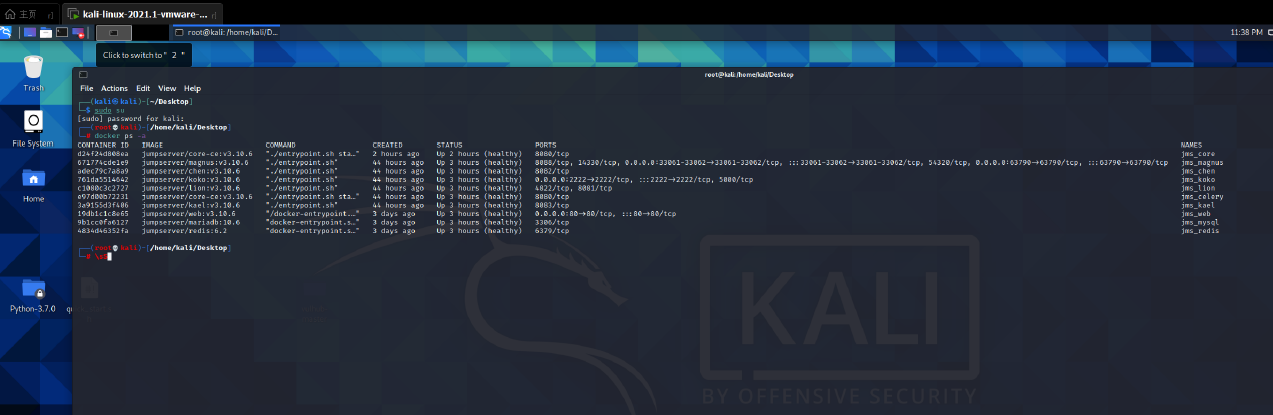 主页
kali-linux-2021.1-vmware-...
root@kali: /home/kali/D...
11:38 PM
Click to switch to " 2 "
root@kali:/home/kali/Desktop
Trash
File System
Home
Python-3.7.0
File Actions Edit View Help
(kali㉿kali)-[~/Desktop]
$ sudo su
[sudo] password for kali:
(root💀kali)-[/home/kali/Desktop]
# docker ps -a
CONTAINER ID IMAGE COMMAND CREATED STATUS PORTS NAMES
d24f24d808ea jumpserver/core-ce:v3.10.6 "./entrypoint.sh sta…" 2 hours ago Up 2 hours (healthy) 8080/tcp jms_core
671774cde1e9 jumpserver/magnus:v3.10.6 "./entrypoint.sh" 44 hours ago Up 3 hours (healthy) 8088/tcp, 14330/tcp, 0.0.0.0:33061-33062→33061-33062/tcp, :::33061-33062→33061-33062/tcp, 54320/tcp, 0.0.0.0:63790→63790/tcp, :::63790→63790/tcp jms_magnus
adec79c7a8a9 jumpserver/chen:v3.10.6 "./entrypoint.sh" 44 hours ago Up 3 hours (healthy) 8082/tcp jms_chen
761da5514642 jumpserver/koko:v3.10.6 "./entrypoint.sh" 44 hours ago Up 3 hours (healthy) 0.0.0.0:2222→2222/tcp, :::2222→2222/tcp, 5000/tcp jms_koko
c1080c3c2727 jumpserver/lion:v3.10.6 "./entrypoint.sh" 44 hours ago Up 3 hours (healthy) 4822/tcp, 8081/tcp jms_lion
e97d00b72231 jumpserver/core-ce:v3.10.6 "./entrypoint.sh sta…" 44 hours ago Up 3 hours (healthy) 8080/tcp jms_celery
3a9155d3f406 jumpserver/kael:v3.10.6 "./entrypoint.sh" 44 hours ago Up 3 hours (healthy) 8083/tcp jms_kael
19db1c1c8e65 jumpserver/web:v3.10.6 "/docker-entrypoint.…" 3 days ago Up 3 hours (healthy) 0.0.0.0:80→80/tcp, :::80→80/tcp jms_web
9b1cc0fa6127 jumpserver/mariadb:10.6 "docker-entrypoint.s…" 3 days ago Up 3 hours (healthy) 3306/tcp jms_mysql
4834d46352fa jumpserver/redis:6.2 "docker-entrypoint.s…" 3 days ago Up 3 hours (healthy) 6379/tcp jms_redis
(root💀kali)-[/home/kali/Desktop]
#
KALI
BY OFFENSIVE SECURITY